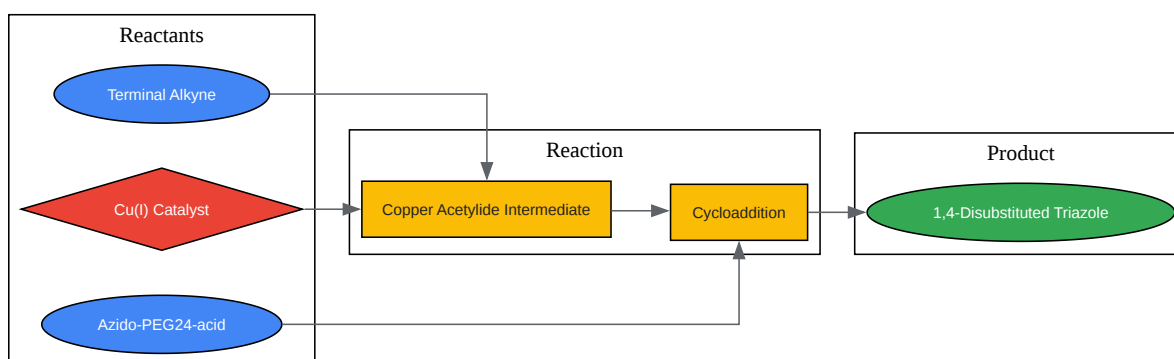 Reactants
Terminal Alkyne
Cu(I) Catalyst
Azido-PEG24-acid
Reaction
Copper Acetylide Intermediate
Cycloaddition
Product
1,4-Disubstituted Triazole